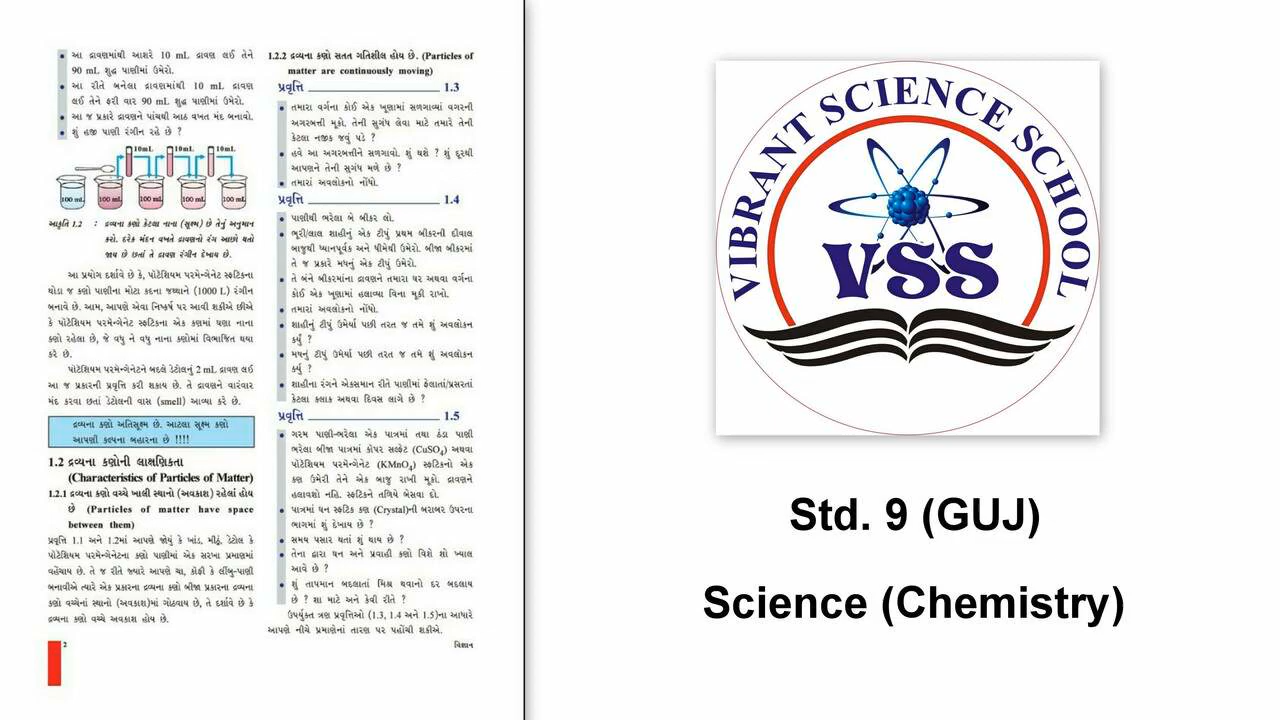 • આ દ્રાવણમાંથી આશરે 10 mL દ્રાવણ લઈ તેને
90 mL શુદ્ધ પાણીમાં ઉમેરો.
• આ રીતે બનેલા દ્રાવણમાંથી 10 mL દ્રાવણ
લઈ તેને ફરી વાર 90 mL શુદ્ધ પાણીમાં ઉમેરો.
• આ જ પ્રકારે દ્રાવણને પાંચથી આઠ વખત મંદ બનાવો.
• શું હજી પાણી રંગીન રહે છે ?
10mL 10mL 10mL
100 mL 100 mL 100 mL 100 mL 100 mL
આકૃતિ 1.2 : દ્રવ્યના કણો કેટલા નાના (સૂક્ષ્મ) છે તેનું અનુમાન
કરો. દરેક મંદન વખતે દ્રાવણનો રંગ આછો થતો
જાય છે છતાં તે દ્રાવણ રંગીન દેખાય છે.
આ પ્રયોગ દર્શાવે છે કે, પોટૅશિયમ પરમેન્ગેનેટ સ્ફટિકના
થોડા જ કણો પાણીના મોટા કદના જથ્થાને (1000 L) રંગીન
બનાવે છે. આમ, આપણે એવા નિષ્કર્ષ પર આવી શકીએ છીએ
કે પોટૅશિયમ પરમેન્ગેનેટ સ્ફટિકના એક કણમાં ઘણા નાના
કણો રહેલા છે, જે વધુ ને વધુ નાના કણોમાં વિભાજિત થયા
કરે છે.
પોટૅશિયમ પરમેન્ગેનેટને બદલે ડેટોલનું 2 mL દ્રાવણ લઈ
આ જ પ્રકારની પ્રવૃત્તિ કરી શકાય છે. તે દ્રાવણને વારંવાર
મંદ કરવા છતાં ડેટોલની વાસ (smell) આવ્યા કરે છે.
દ્રવ્યના કણો અતિસૂક્ષ્મ છે. આટલા સૂક્ષ્મ કણો
આપણી કલ્પના બહારના છે !!!!
1.2 દ્રવ્યના કણોની લાક્ષણિકતા
(Characteristics of Particles of Matter)
1.2.1 દ્રવ્યના કણો વચ્ચે ખાલી સ્થાનો (અવકાશ) રહેલાં હોય
છે (Particles of matter have space
between them)
પ્રવૃત્તિ 1.1 અને 1.2માં આપણે જોયું કે ખાંડ, મીઠું, ડેટોલ કે
પોટૅશિયમ પરમેન્ગેનેટના કણો પાણીમાં એક સરખા પ્રમાણમાં
વહેંચાય છે. તે જ રીતે જ્યારે આપણે ચા, કૉફી કે લીંબુ-પાણી
બનાવીએ ત્યારે એક પ્રકારના દ્રવ્યના કણો બીજા પ્રકારના દ્રવ્યના
કણો વચ્ચેનાં સ્થાનો (અવકાશ)માં ગોઠવાય છે, તે દર્શાવે છે કે
દ્રવ્યના કણો વચ્ચે અવકાશ હોય છે.
2
1.2.2 દ્રવ્યના કણો સતત ગતિશીલ હોય છે. (Particles of
matter are continuously moving)
પ્રવૃત્તિ 1.3
• તમારા વર્ગના કોઈ એક ખૂણામાં સળગાવ્યાં વગરની
અગરબત્તી મૂકો. તેની સુગંધ લેવા માટે તમારે તેની
કેટલા નજીક જવું પડે ?
• હવે આ અગરબત્તીને સળગાવો. શું થશે ? શું દૂરથી
આપણને તેની સુગંધ મળે છે ?
• તમારાં અવલોકનો નોંધો.
પ્રવૃત્તિ 1.4
• પાણીથી ભરેલા બે બીકર લો.
• ભૂરી/લાલ શાહીનું એક ટીપું પ્રથમ બીકરની દીવાલ
બાજુથી ધ્યાનપૂર્વક અને ધીમેથી ઉમેરો. બીજા બીકરમાં
તે જ પ્રકારે મધનું એક ટીપું ઉમેરો.
• તે બંને બીકરમાંના દ્રાવણને તમારા ઘર અથવા વર્ગના
કોઈ એક ખૂણામાં હલાવ્યા વિના મૂકી રાખો.
• તમારાં અવલોકનો નોંધો.
• શાહીનું ટીપું ઉમેર્યા પછી તરત જ તમે શું અવલોકન
કર્યું ?
• મધનું ટીપું ઉમેર્યા પછી તરત જ તમે શું અવલોકન
કર્યું ?
• શાહીના રંગને એકસમાન રીતે પાણીમાં ફેલાતાં/પ્રસરતાં
કેટલા કલાક અથવા દિવસ લાગે છે ?
પ્રવૃત્તિ 1.5
• ગરમ પાણી-ભરેલા એક પાત્રમાં તથા ઠંડા પાણી
ભરેલા બીજા પાત્રમાં કૉપર સલ્ફેટ (CuSO4) અથવા
પોટૅશિયમ પરમેન્ગેનેટ (KMnO4) સ્ફટિકનો એક
કણ ઉમેરી તેને એક બાજુ રાખી મૂકો. દ્રાવણને
હલાવશો નહિ. સ્ફટિકને તળિયે બેસવા દો.
• પાત્રમાં ઘન સ્ફટિક કણ (Crystal)ની બરાબર ઉપરના
ભાગમાં શું દેખાય છે ?
• સમય પસાર થતાં શું થાય છે ?
• તેના દ્વારા ઘન અને પ્રવાહી કણો વિશે શો ખ્યાલ
આવે છે ?
• શું તાપમાન બદલાતાં મિશ્ર થવાનો દર બદલાય
છે ? શા માટે અને કેવી રીતે ?
ઉપર્યુક્ત ત્રણ પ્રવૃત્તિઓ (1.3, 1.4 અને 1.5)ના આધારે
આપણે નીચે પ્રમાણેનાં તારણ પર પહોંચી શકીએ.
વિજ્ઞાન
VIBRANT SCIENCE SCHOOL
VSS
Std. 9 (GUJ)
Science (Chemistry)